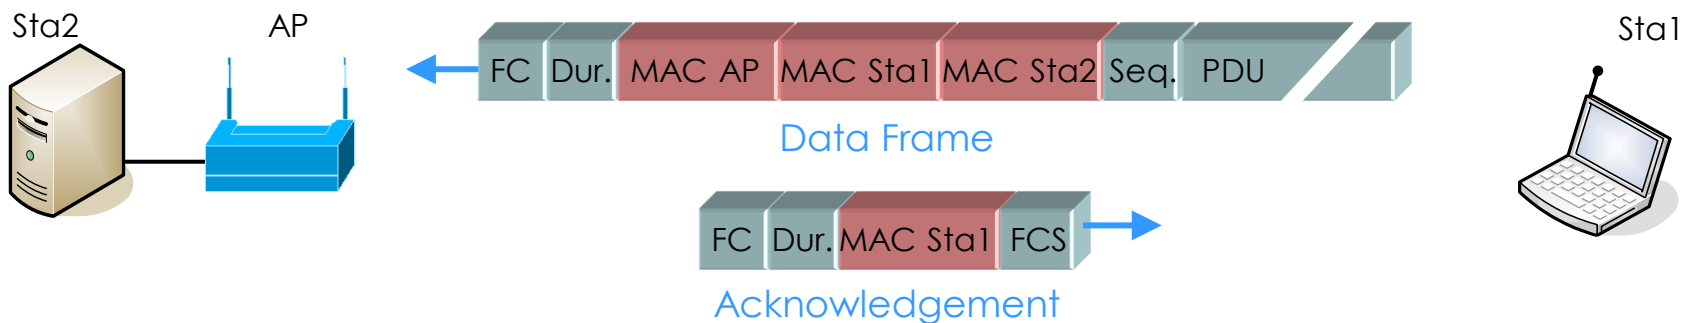 Sta2
AP
Sta1
FC Dur. MAC AP MAC Sta1 MAC Sta2 Seq. PDU
Data Frame
FC Dur. MAC Sta1 FCS
Acknowledgement